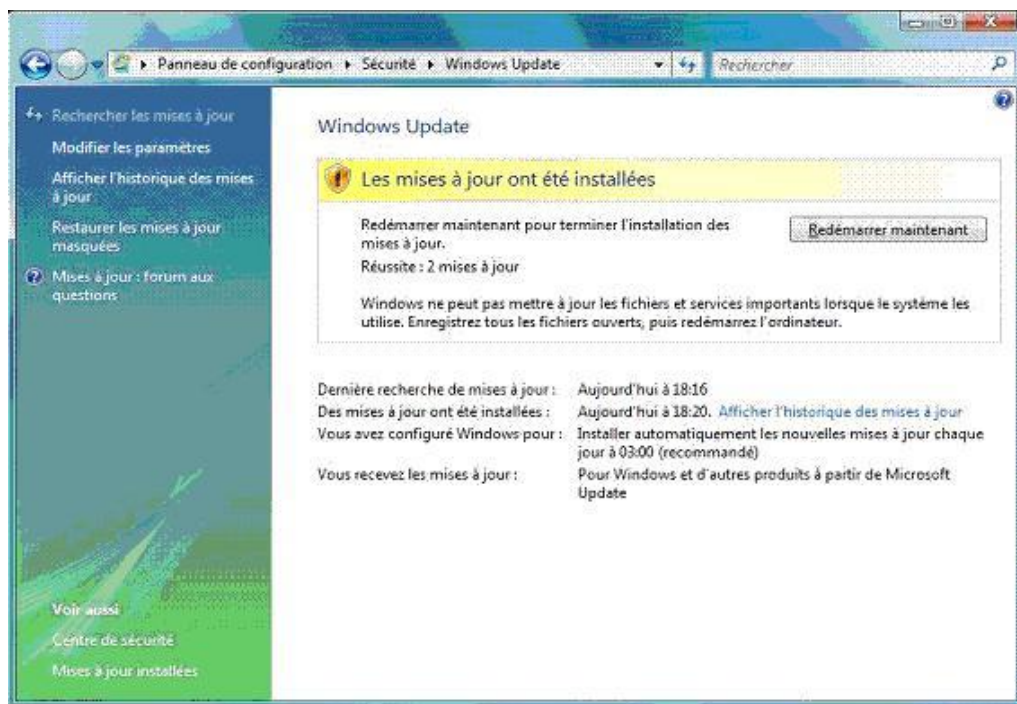 Panneau de configuration ▸ Sécurité ▸ Windows Update
Rechercher
Rechercher les mises à jour
Modifier les paramètres
Afficher l'historique des mises
à jour
Restaurer les mises à jour
masquées
Mises à jour : forum aux
questions
Voir aussi
Centre de sécurité
Mises à jour installées
Windows Update
Les mises à jour ont été installées
Redémarrer maintenant pour terminer l'installation des
mises à jour.
Redémarrer maintenant
Réussite : 2 mises à jour
Windows ne peut pas mettre à jour les fichiers et services importants lorsque le système les
utilise. Enregistrez tous les fichiers ouverts, puis redémarrez l'ordinateur.
Dernière recherche de mises à jour : Aujourd'hui à 18:16
Des mises à jour ont été installées : Aujourd'hui à 18:20. Afficher l'historique des mises à jour
Vous avez configuré Windows pour : Installer automatiquement les nouvelles mises à jour chaque
jour à 03:00 (recommandé)
Vous recevez les mises à jour : Pour Windows et d'autres produits à partir de Microsoft
Update